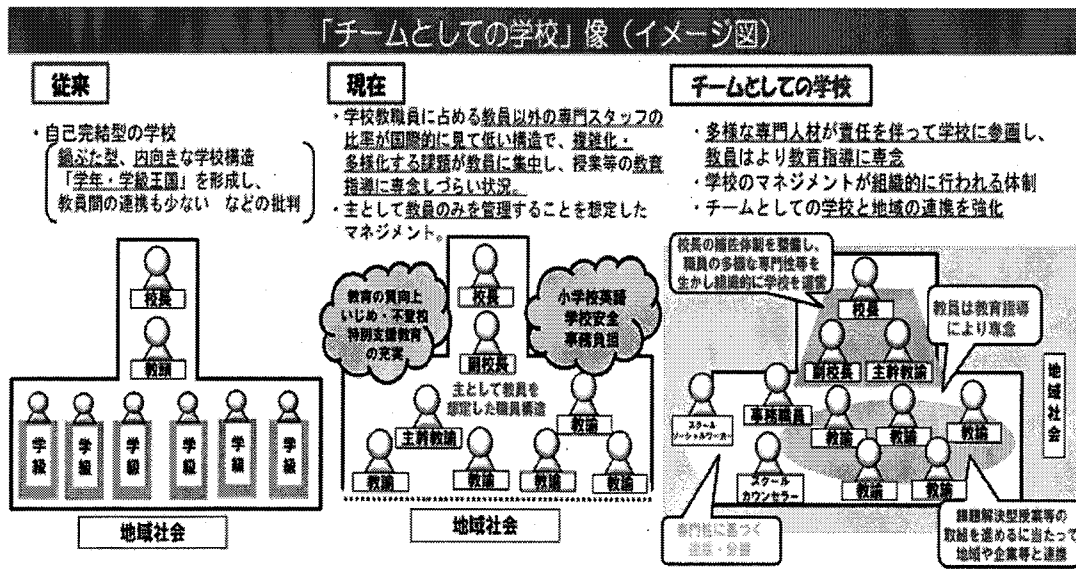 「チームとしての学校」像（イメージ図）
従来
・自己完結型の学校
鍋ぶた型、内向きな学校構造
「学年・学級王国」を形成し、
教員間の連携も少ない などの批判
校長
教頭
学級
学級
学級
学級
学級
学級
地域社会
現在
・学校教職員に占める教員以外の専門スタッフの
比率が国際的に見て低い構造で、複雑化・
多様化する課題が教員に集中し、授業等の教育
指導に専念しづらい状況。
・主として教員のみを管理することを想定した
マネジメント。
教育の質向上
いじめ・不登校
特別支援教育
の充実
校長
小学校英語
学校安全
事務負担
副校長
主として教員を
想定した職員構造
主幹教諭
教諭
教諭
教諭
教諭
教諭
地域社会
チームとしての学校
・多様な専門人材が責任を伴って学校に参画し、
教員はより教育指導に専念
・学校のマネジメントが組織的に行われる体制
・チームとしての学校と地域の連携を強化
校長の補佐体制を整備し、
職員の多様な専門性等を
生かし組織的に学校を運営
校長
教員は教育指導
により専念
副校長
主幹教諭
地域社会
事務職員
スクール
ソーシャルワーカー
教諭
教諭
教諭
スクール
カウンセラー
教諭
教諭
専門性に基づく
連携・分担
課題解決型授業等の
取組を進めるに当たって
地域や企業等と連携